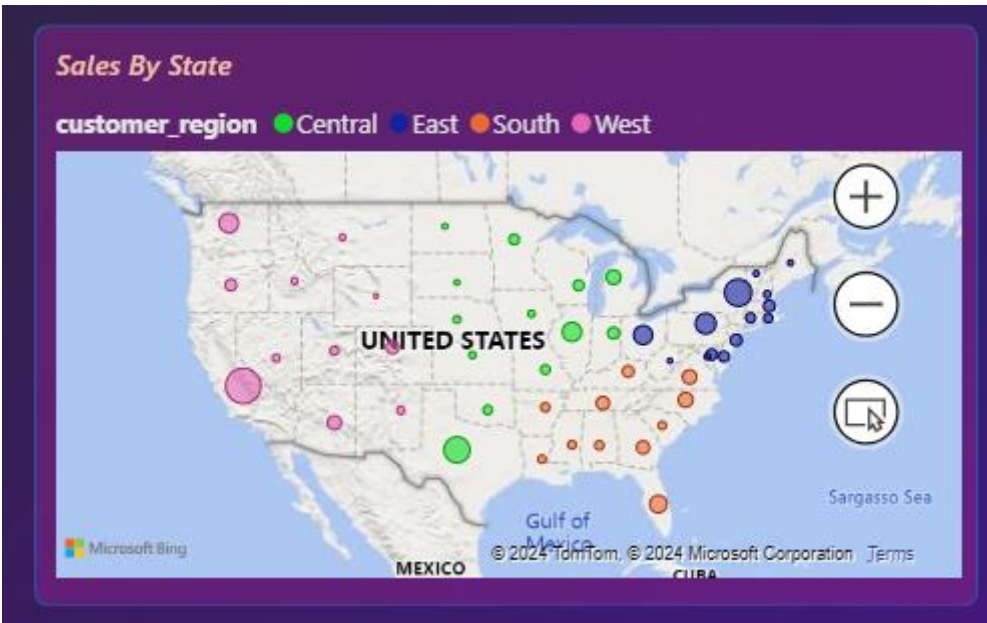 Sales By State
customer_region Central East South West
UNITED STATES
Sargasso Sea
Gulf of
Mexico
Microsoft Bing
© 2024 TomTom, © 2024 Microsoft Corporation Terms
MEXICO
CUBA